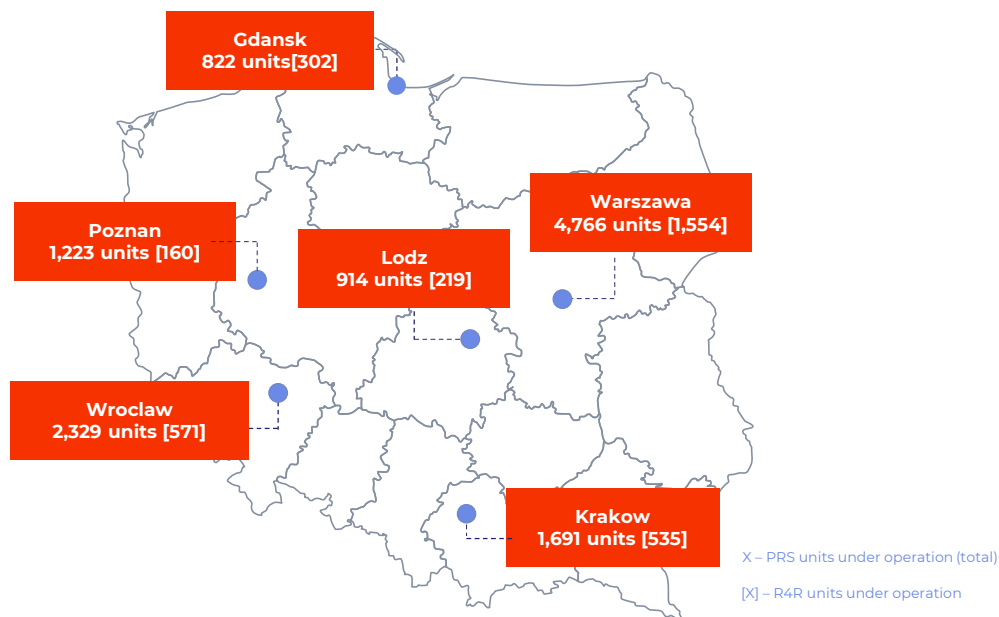 Gdansk
822 units[302]
Warszawa
4,766 units [1,554]
Poznan
1,223 units [160]
Lodz
914 units [219]
Wroclaw
2,329 units [571]
Krakow
1,691 units [535]
X – PRS units under operation (total)
[X] – R4R units under operation